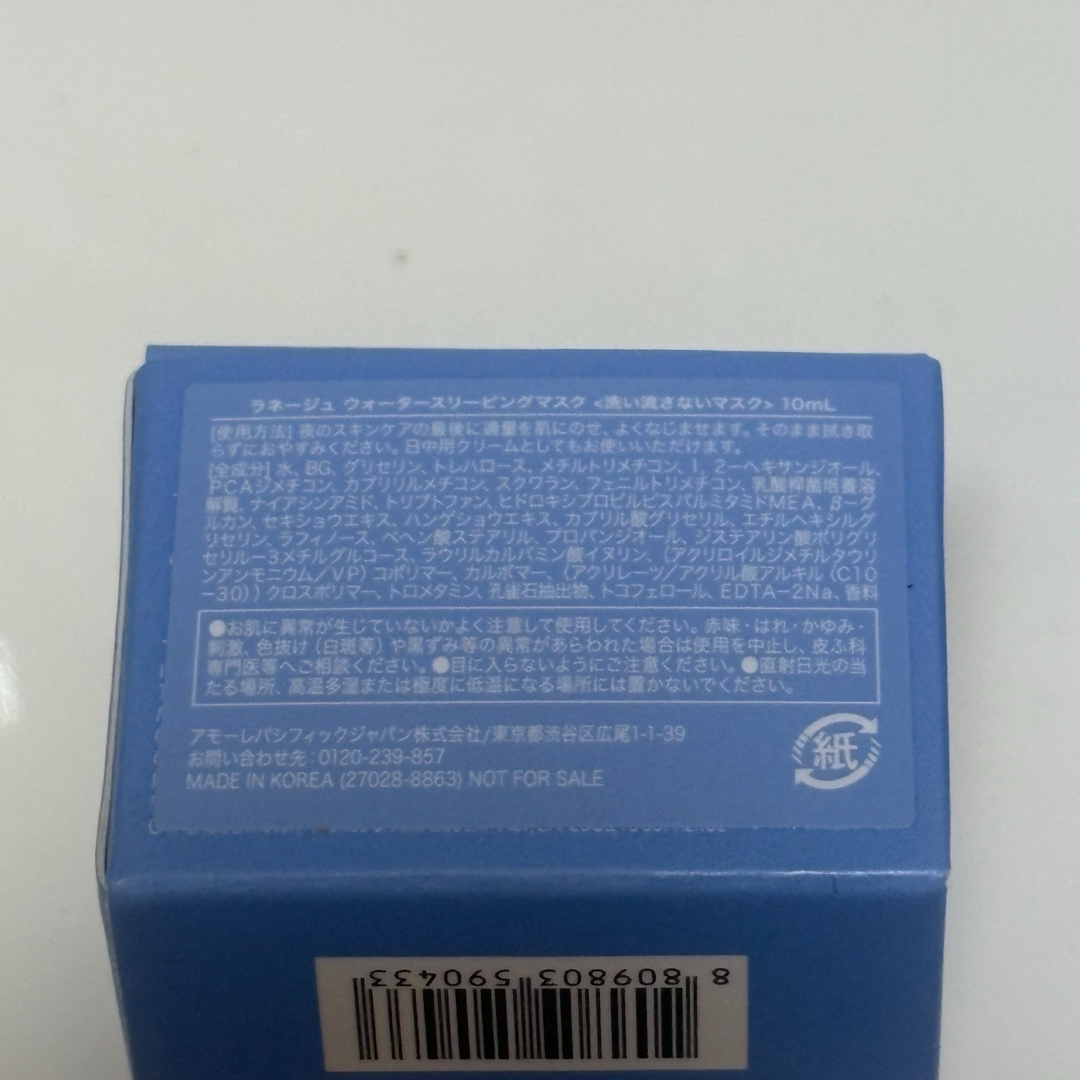 ラネージュ ウォータースリーピングマスク <洗い流さないマスク> 10mL
[使用方法] 夜のスキンケアの最後に適量を肌にのせ、よくなじませます。そのまま拭き取
らずにおやすみください。日中用クリームとしてもお使いいただけます。
[全成分] 水、BG、グリセリン、トレハロース、メチルトリメチコン、1, 2-ヘキサンジオール、
PCAジメチコン、カプリリルメチコン、スクワラン、フェニルトリメチコン、乳酸桿菌培養溶
解質、ナイアシンアミド、トリプトファン、ヒドロキシプロピルビスパルミタミドMEA、β-グ
ルカン、セキショウエキス、ハンゲショウエキス、カプリル酸グリセリル、エチルヘキシルグ
リセリン、ラフィノース、ベヘン酸ステアリル、プロパンジオール、ジステアリン酸ポリグリ
セリル-3メチルグルコース、ラウリルカルバミン酸イヌリン、(アクリロイルジメチルタウリ
ンアンモニウム/VP) コポリマー、カルボマー、(アクリレーツ/アクリル酸アルキル (C10
-30) ) クロスポリマー、トロメタミン、孔雀石抽出物、トコフェロール、EDTA-2Na、香料
●お肌に異常が生じていないかよく注意して使用してください。赤味・はれ・かゆみ・
刺激、色抜け (白斑等) や黒ずみ等の異常があらわれた場合は使用を中止し、皮ふ科
専門医等へご相談ください。●目に入らないようにご注意ください。●直射日光の当
たる場所、高温多湿または極度に低温になる場所には置かないでください。
アモーレパシフィックジャパン株式会社/東京都渋谷区広尾1-1-39
お問い合わせ先:0120-239-857
MADE IN KOREA (27028-8863) NOT FOR SALE
紙
8 809803 590433